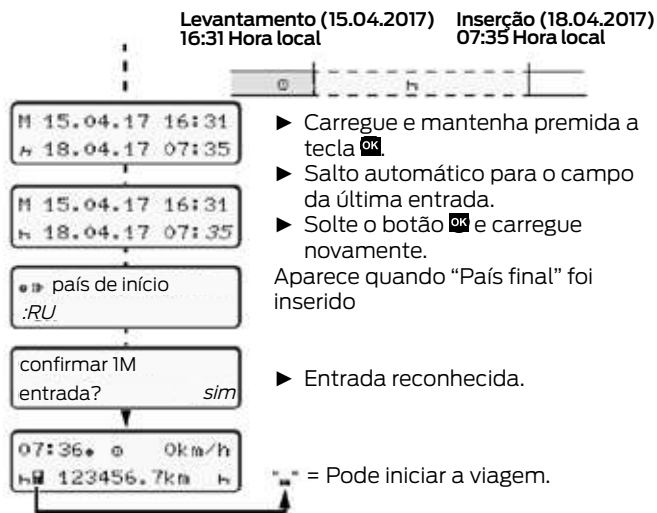 Levantamento (15.04.2017) Inserção (18.04.2017)
16:31 Hora local 07:35 Hora local
M 15.04.17 16:31
18.04.17 07:35
► Carregue e mantenha premida a
tecla OK.
► Salto automático para o campo
da última entrada.
M 15.04.17 16:31
18.04.17 07:35
► Solte o botão OK e carregue
novamente.
país de início
:RU
Aparece quando “País final” foi
inserido
confirmar 1M
entrada? sim
► Entrada reconhecida.
07:36 0km/h
123456.7km
" " = Pode iniciar a viagem.